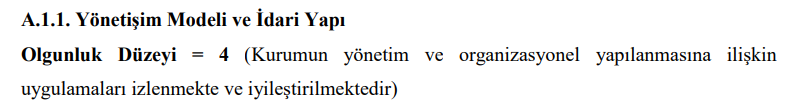 A.1.1. Yönetişim Modeli ve İdari Yapı
Olgunluk Düzeyi = 4 (Kurumun yönetim ve organizasyonel yapılanmasına ilişkin
uygulamaları izlenmekte ve iyileştirilmektedir)